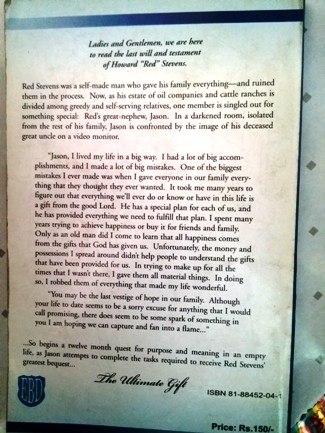 Ladies and Gentlemen, we are here
to read the last will and testament
of Howard "Red" Stevens.
Red Stevens was a self-made man who gave his family everything—and ruined
them in the process. Now, as his estate of oil companies and cattle ranches is
divided among greedy and self-serving relatives, one member is singled out for
something special: Red's great-nephew, Jason. In a darkened room, isolated
from the rest of his family, Jason is confronted by the image of his deceased
great uncle on a video monitor.
"Jason, I lived my life in a big way. I had a lot of big accom-
plishments, and I made a lot of big mistakes. One of the biggest
mistakes I ever made was when I gave everyone in our family every-
thing that they thought they ever wanted. It took me many years to
figure out that everything we'll ever do or know or have in this life is
a gift from the good Lord. He has a special plan for each of us, and
he has provided everything we need to fulfill that plan. I spent many
years trying to achieve happiness or buy it for friends and family.
Only as an old man did I come to learn that all happiness comes
from the gifts that God has given us. Unfortunately, the money and
possessions I spread around didn't help people to understand the gifts
that have been provided for us. In trying to make up for all the
times that I wasn't there, I gave them all material things. In doing
so, I robbed them of everything that made my life wonderful.
"You may be the last vestige of hope in our family. Although
your life to date seems to be a sorry excuse for anything that I would
call promising, there does seem to be some spark of something in
you I am hoping we can capture and fan into a flame..."
...So begins a twelve month quest for purpose and meaning in an empty
life, as Jason attempts to complete the tasks required to receive Red Stevens'
greatest bequest...
The Ultimate Gift
EBD
ISBN 81-88452-04-1
Price: Rs.150/-